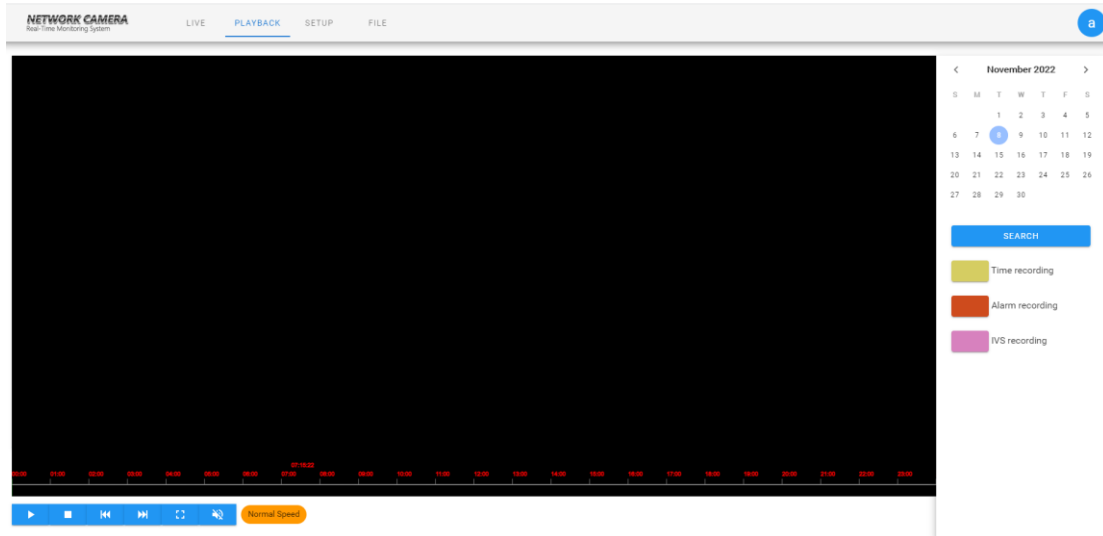 NETWORK CAMERA
Real-Time Monitoring System
LIVE PLAYBACK SETUP FILE
a
November 2022
S M T W T F S
1 2 3 4 5
6 7 8 9 10 11 12
13 14 15 16 17 18 19
20 21 22 23 24 25 26
27 28 29 30
SEARCH
Time recording
Alarm recording
IVS recording
00:00 01:00 02:00 03:00 04:00 05:00 06:00 07:00 08:00 09:00 10:00 11:00 12:00 13:00 14:00 15:00 16:00 17:00 18:00 19:00 20:00 21:00 22:00 23:00
Normal Speed